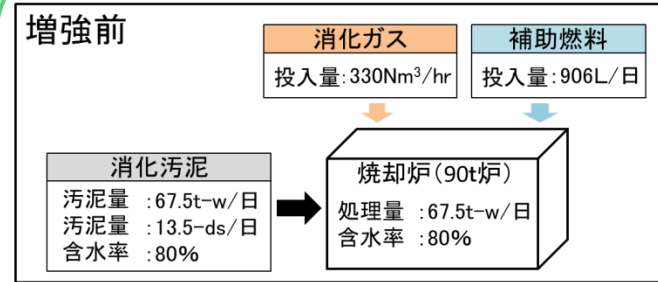 増強前
消化ガス
投入量:330Nm³/hr
補助燃料
投入量:906L/日
消化汚泥
汚泥量 :67.5t-w/日
汚泥量 :13.5-ds/日
含水率 :80%
焼却炉(90t炉)
処理量 :67.5t-w/日
含水率 :80%